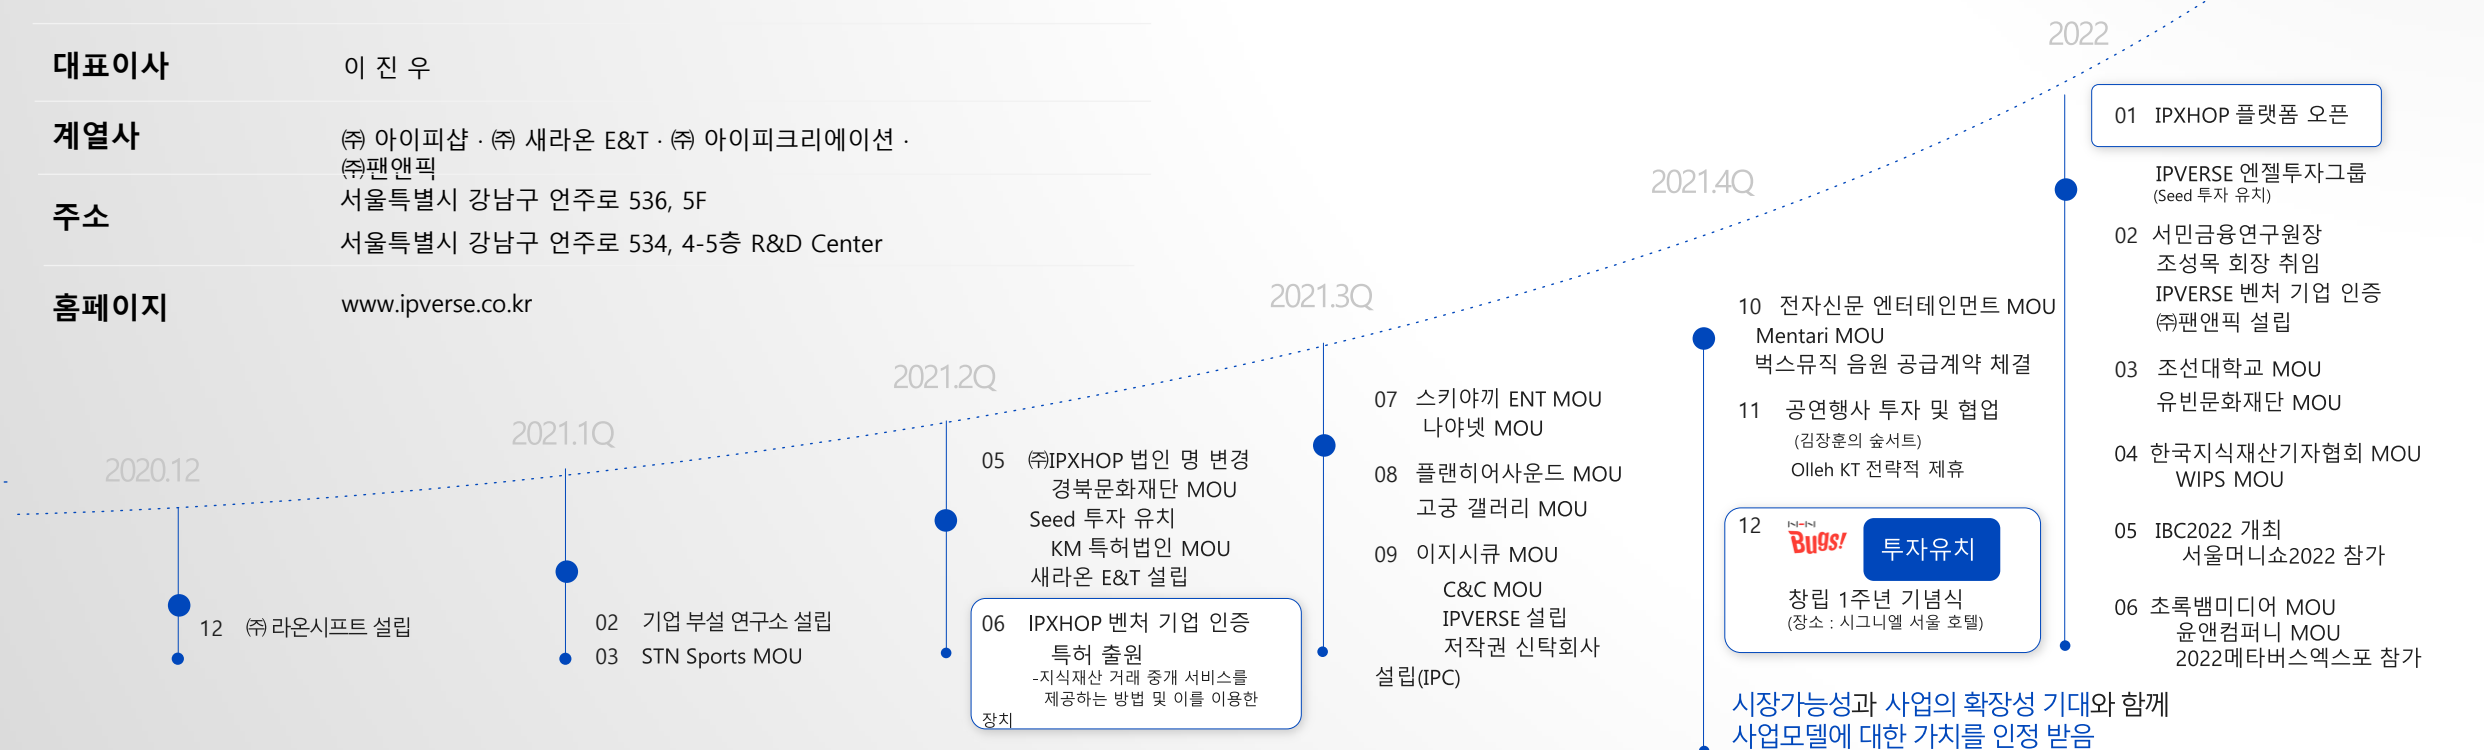 대표이사
이 진 우
계열사
㈜ 아이피샵 · ㈜ 새라온 E&T · ㈜ 아이피크리에이션 ·
㈜팬앤픽
주소
서울특별시 강남구 언주로 536, 5F
서울특별시 강남구 언주로 534, 4-5층 R&D Center
홈페이지
www.ipverse.co.kr
2020.12
12 ㈜ 라온시프트 설립
2021.1Q
02 기업 부설 연구소 설립
03 STN Sports MOU
2021.2Q
05 ㈜IPXHOP 법인 명 변경
경북문화재단 MOU
Seed 투자 유치
KM 특허법인 MOU
새라온 E&T 설립
06 IPXHOP 벤처 기업 인증
특허 출원
-지식재산 거래 중개 서비스를
제공하는 방법 및 이를 이용한
장치
2021.3Q
07 스키야끼 ENT MOU
나야넷 MOU
08 플랜히어사운드 MOU
고궁 갤러리 MOU
09 이지시큐 MOU
C&C MOU
IPVERSE 설립
저작권 신탁회사
설립(IPC)
2021.4Q
10 전자신문 엔터테인먼트 MOU
Mentari MOU
벅스뮤직 음원 공급계약 체결
11 공연행사 투자 및 협업
(김장훈의 숲서트)
Olleh KT 전략적 제휴
12 NHN Bugs! 투자유치
창립 1주년 기념식
(장소 : 시그니엘 서울 호텔)
시장가능성과 사업의 확장성 기대와 함께
사업모델에 대한 가치를 인정 받음
2022
01 IPXHOP 플랫폼 오픈
IPVERSE 엔젤투자그룹
(Seed 투자 유치)
02 서민금융연구원장
조성목 회장 취임
IPVERSE 벤처 기업 인증
㈜팬앤픽 설립
03 조선대학교 MOU
유빈문화재단 MOU
04 한국지식재산기자협회 MOU
WIPS MOU
05 IBC2022 개최
서울머니쇼2022 참가
06 초록뱀미디어 MOU
윤앤컴퍼니 MOU
2022메타버스엑스포 참가